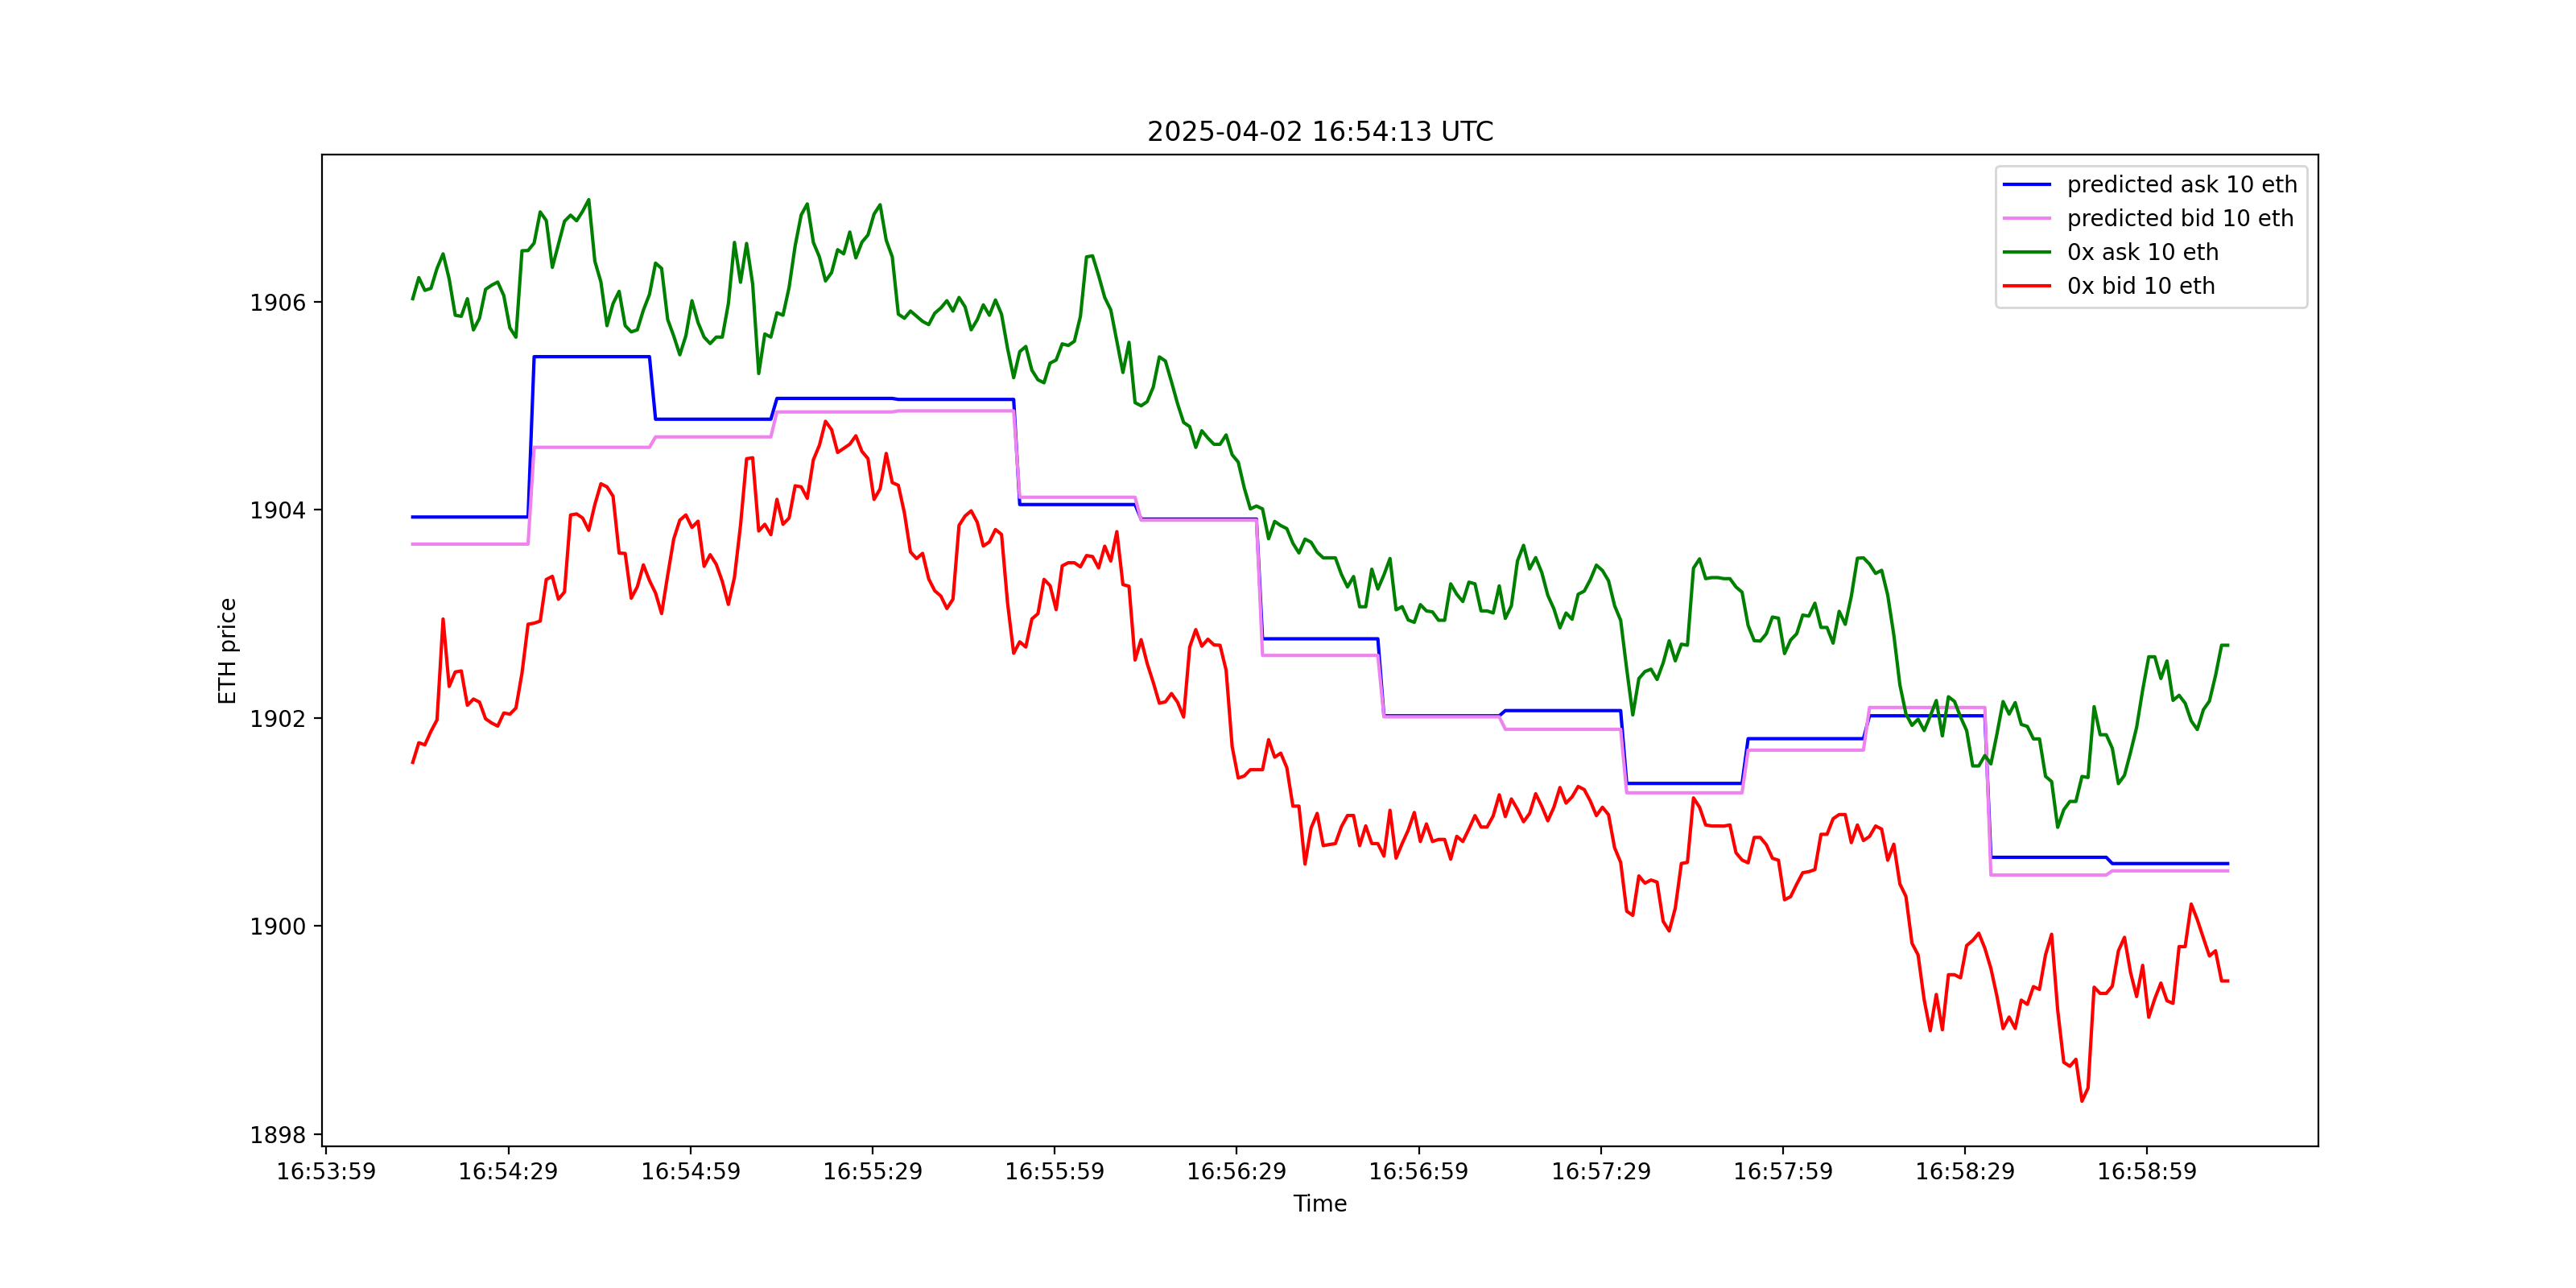 2025-04-02 16:54:13 UTC
predicted ask 10 eth
predicted bid 10 eth
0x ask 10 eth
0x bid 10 eth
ETH price
1906
1904
1902
1900
1898
16:53:59 16:54:29 16:54:59 16:55:29 16:55:59 16:56:29 16:56:59 16:57:29 16:57:59 16:58:29 16:58:59
Time